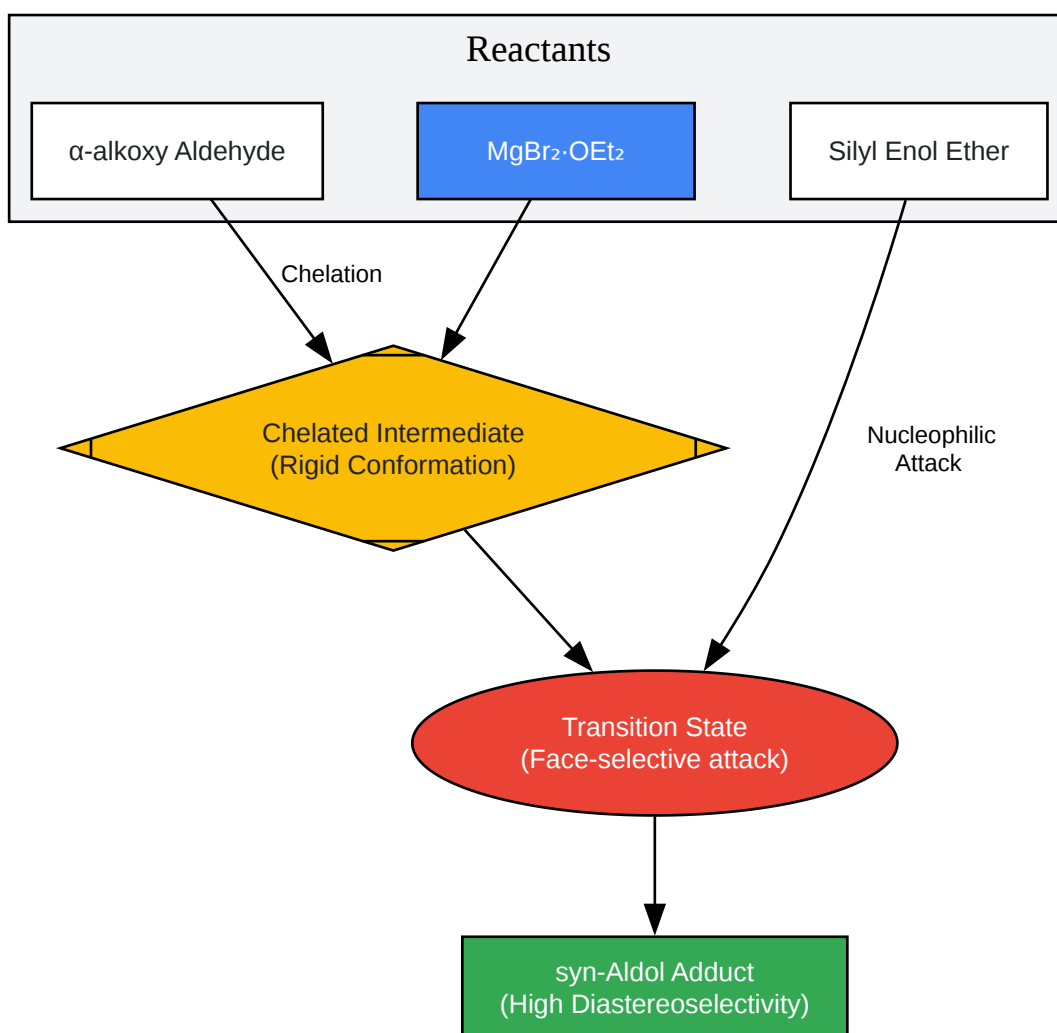 Reactants
α-alkoxy Aldehyde
MgBr₂·OEt₂
Silyl Enol Ether
Chelation
Chelated Intermediate
(Rigid Conformation)
Nucleophilic
Attack
Transition State
(Face-selective attack)
syn-Aldol Adduct
(High Diastereoselectivity)